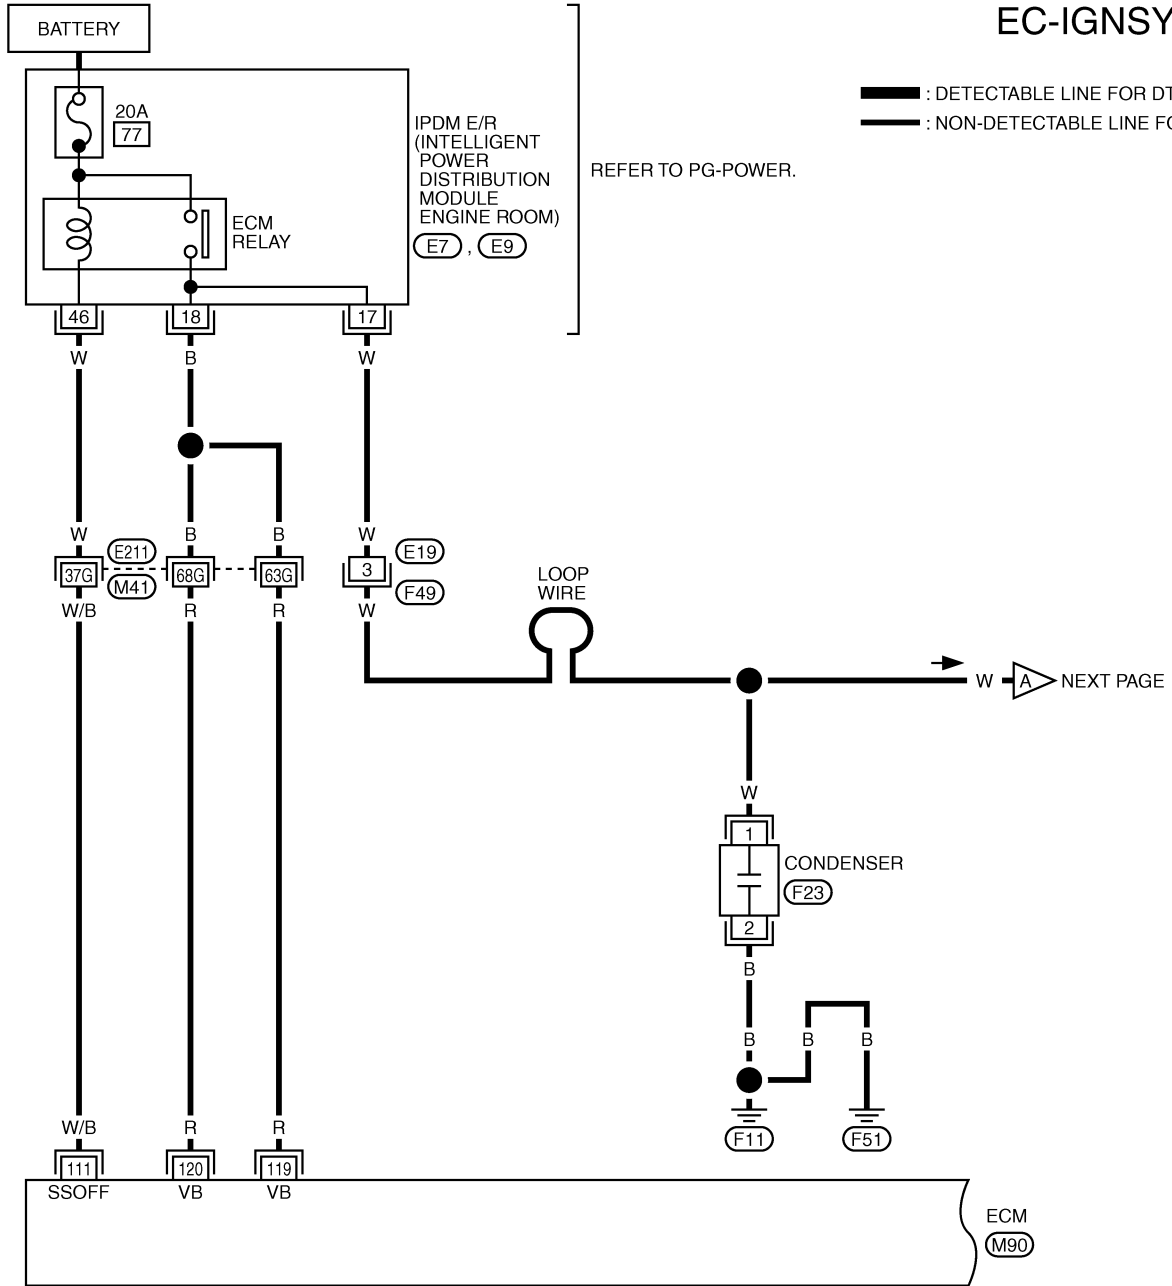 BATTERY
EC-IGNSY
: DETECTABLE LINE FOR DT
: NON-DETECTABLE LINE
20A
77
IPDM E/R
(INTELLIGENT
POWER
DISTRIBUTION
MODULE
ENGINE ROOM)
E7 , E9
REFER TO PG-POWER.
ECM
RELAY
46 18 17
W B W
W B B W
E211 E19
37G 68G 63G 3
M41 F49
W/B R R W
LOOP
WIRE
W A NEXT PAGE
W
1
CONDENSER
F23
2
B
B B B
F11 F51
W/B R R
111 120 119
SSOFF VB VB
ECM
M90